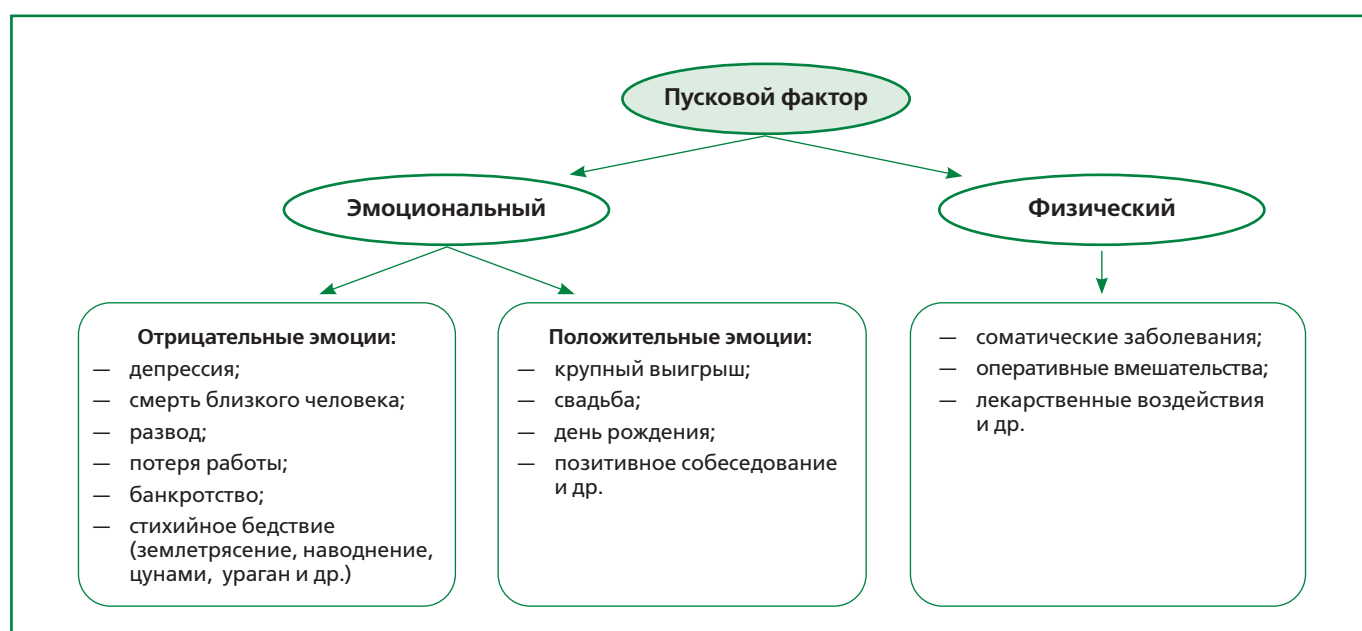 Пусковой фактор
Эмоциональный
Физический
Отрицательные эмоции:
— депрессия;
— смерть близкого человека;
— развод;
— потеря работы;
— банкротство;
— стихийное бедствие
(землетрясение, наводнение,
цунами, ураган и др.)
Положительные эмоции:
— крупный выигрыш;
— свадьба;
— день рождения;
— позитивное собеседование
и др.
— соматические заболевания;
— оперативные вмешательства;
— лекарственные воздействия
и др.